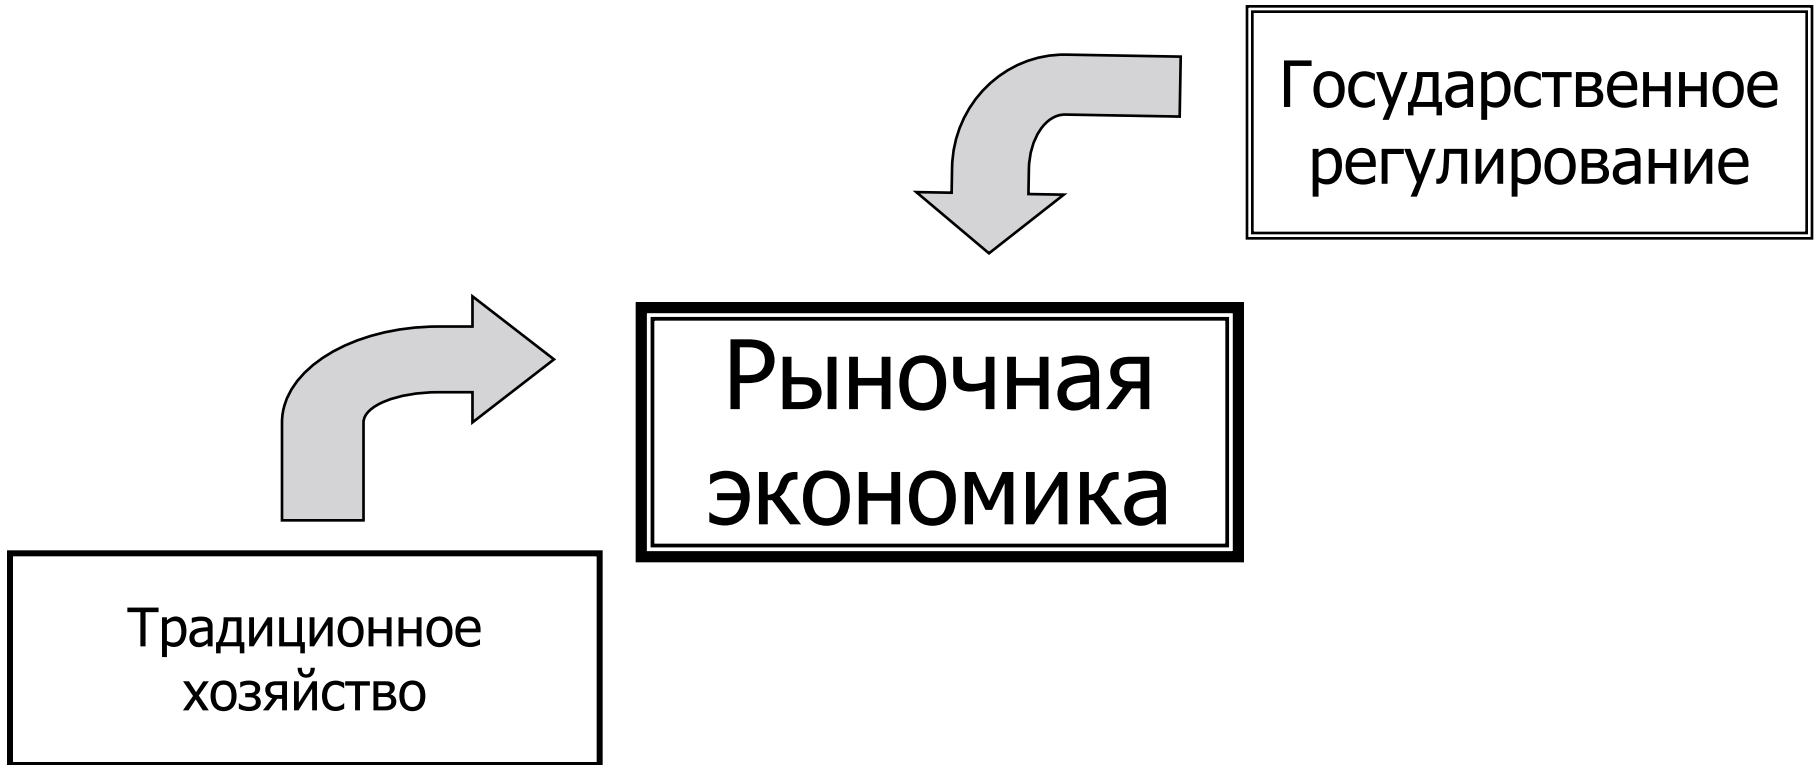 Государственное
регулирование
Рыночная
экономика
Традиционное
хозяйство